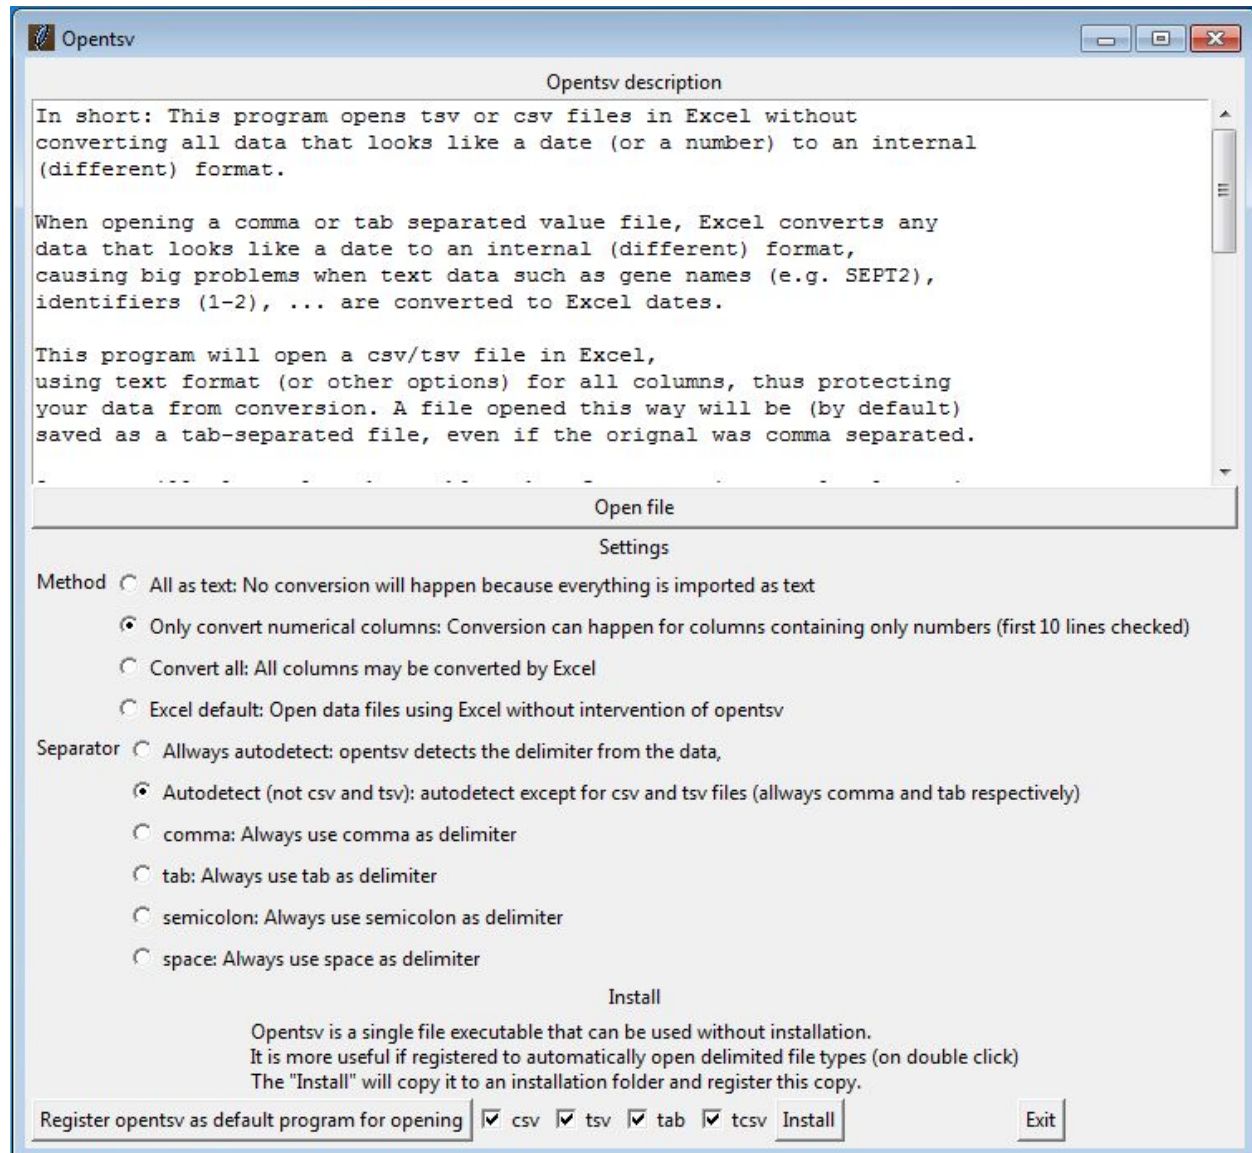 Opentsv
Opentsv description
In short: This program opens tsv or csv files in Excel without
converting all data that looks like a date (or a number) to an internal
(different) format.
When opening a comma or tab separated value file, Excel converts any
data that looks like a date to an internal (different) format,
causing big problems when text data such as gene names (e.g. SEPT2),
identifiers (1-2), ... are converted to Excel dates.
This program will open a csv/tsv file in Excel,
using text format (or other options) for all columns, thus protecting
your data from conversion. A file opened this way will be (by default)
saved as a tab-separated file, even if the orignal was comma separated.
Open file
Settings
Method
All as text: No conversion will happen because everything is imported as text
Only convert numerical columns: Conversion can happen for columns containing only numbers (first 10 lines checked)
Convert all: All columns may be converted by Excel
Excel default: Open data files using Excel without intervention of opentsv
Separator
Allways autodetect: opentsv detects the delimiter from the data,
Autodetect (not csv and tsv): autodetect except for csv and tsv files (allways comma and tab respectively)
comma: Always use comma as delimiter
tab: Always use tab as delimiter
semicolon: Always use semicolon as delimiter
space: Always use space as delimiter
Install
Opentsv is a single file executable that can be used without installation.
It is more useful if registered to automatically open delimited file types (on double click)
The "Install" will copy it to an installation folder and register this copy.
Register opentsv as default program for opening csv tsv tab tcsv Install Exit